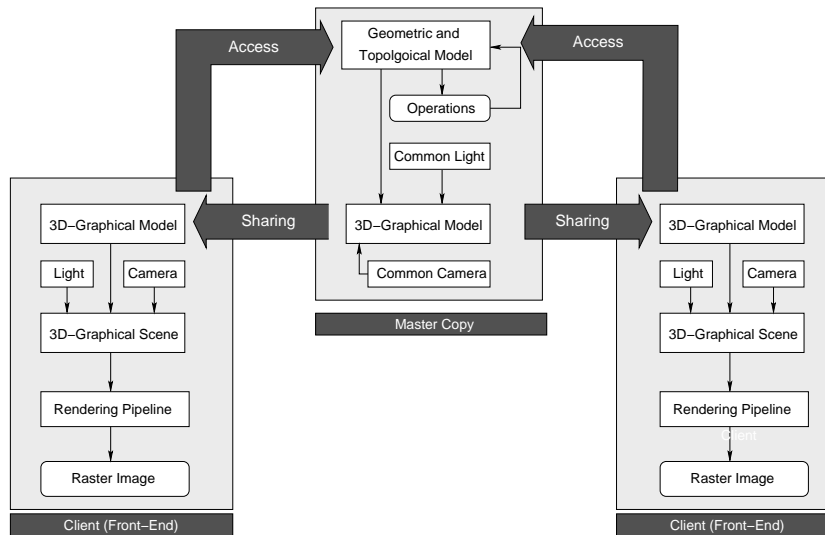 Access
Geometric and
Topolgoical Model
Access
Operations
Common Light
3D–Graphical Model
Common Camera
Master Copy
Sharing
Sharing
3D–Graphical Model
Light
Camera
3D–Graphical Scene
Rendering Pipeline
Raster Image
Client (Front–End)
3D–Graphical Model
Light
Camera
3D–Graphical Scene
Rendering Pipeline
Client
Raster Image
Client (Front–End)